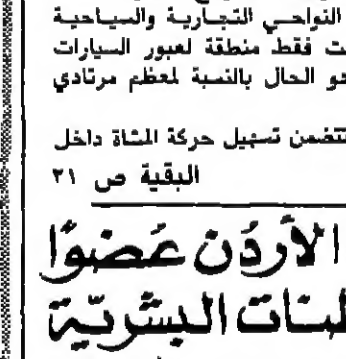 النواحي التجارية والسياحية
فقط منطقة لعبور السيارات
الحال بالنسبة لمعظم مرتادي
تتضمن تسهيل حركة المشاة داخل
البقية ص ٢١
الأردن عضوًا
البشرية